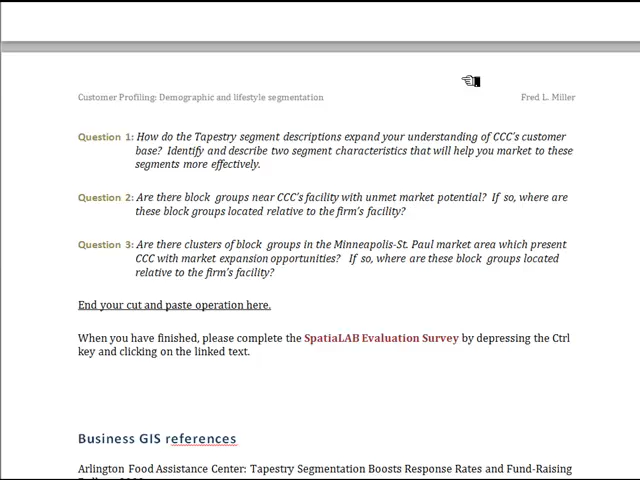 Customer Profiling: Demographic and lifestyle segmentation Fred L. Miller
Question 1: How do the Tapestry segment descriptions expand your understanding of CCC's customer
base? Identify and describe two segment characteristics that will help you market to these
segments more effectively.
Question 2: Are there block groups near CCC's facility with unmet market potential? If so, where are
these block groups located relative to the firm's facility?
Question 3: Are there clusters of block groups in the Minneapolis-St. Paul market area which present
CCC with market expansion opportunities? If so, where are these block groups located
relative to the firm's facility?
End your cut and paste operation here.
When you have finished, please complete the SpatiaLAB Evaluation Survey by depressing the Ctrl
key and clicking on the linked text.
Business GIS references
Arlington Food Assistance Center: Tapestry Segmentation Boosts Response Rates and Fund-Raising